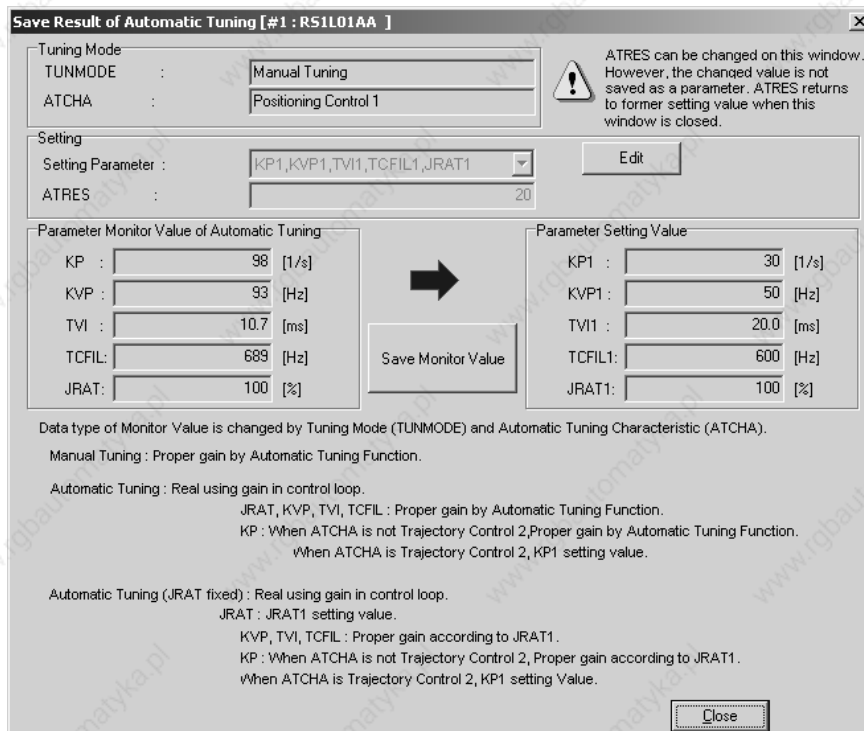 Save Result of Automatic Tuning [#1 : RS1L01AA ]
Tuning Mode
TUNMODE : Manual Tuning
ATCHA : Positioning Control 1
ATRES can be changed on this window.
However, the changed value is not
saved as a parameter. ATRES returns
to former setting value when this
window is closed.
Setting
Setting Parameter : KP1,KVP1,TVI1,TCFIL1,JRAT1
Edit
ATRES : 20
Parameter Monitor Value of Automatic Tuning
KP : 98 [1/s]
KVP : 93 [Hz]
TVI : 10.7 [ms]
TCFIL: 689 [Hz]
JRAT: 100 [%]
Save Monitor Value
Parameter Setting Value
KP1 : 30 [1/s]
KVP1 : 50 [Hz]
TVI1 : 20.0 [ms]
TCFIL1: 600 [Hz]
JRAT1: 100 [%]
Data type of Monitor Value is changed by Tuning Mode (TUNMODE) and Automatic Tuning Characteristic (ATCHA).
Manual Tuning : Proper gain by Automatic Tuning Function.
Automatic Tuning : Real using gain in control loop.
JRAT, KVP, TVI, TCFIL : Proper gain by Automatic Tuning Function.
KP : When ATCHA is not Trajectory Control 2,Proper gain by Automatic Tuning Function.
When ATCHA is Trajectory Control 2, KP1 setting value.
Automatic Tuning (JRAT fixed) : Real using gain in control loop.
JRAT : JRAT1 setting value.
KVP, TVI, TCFIL : Proper gain according to JRAT1.
KP : When ATCHA is not Trajectory Control 2, Proper gain according to JRAT1.
When ATCHA is Trajectory Control 2, KP1 setting Value.
Close
www.rgbautomatyka.pl